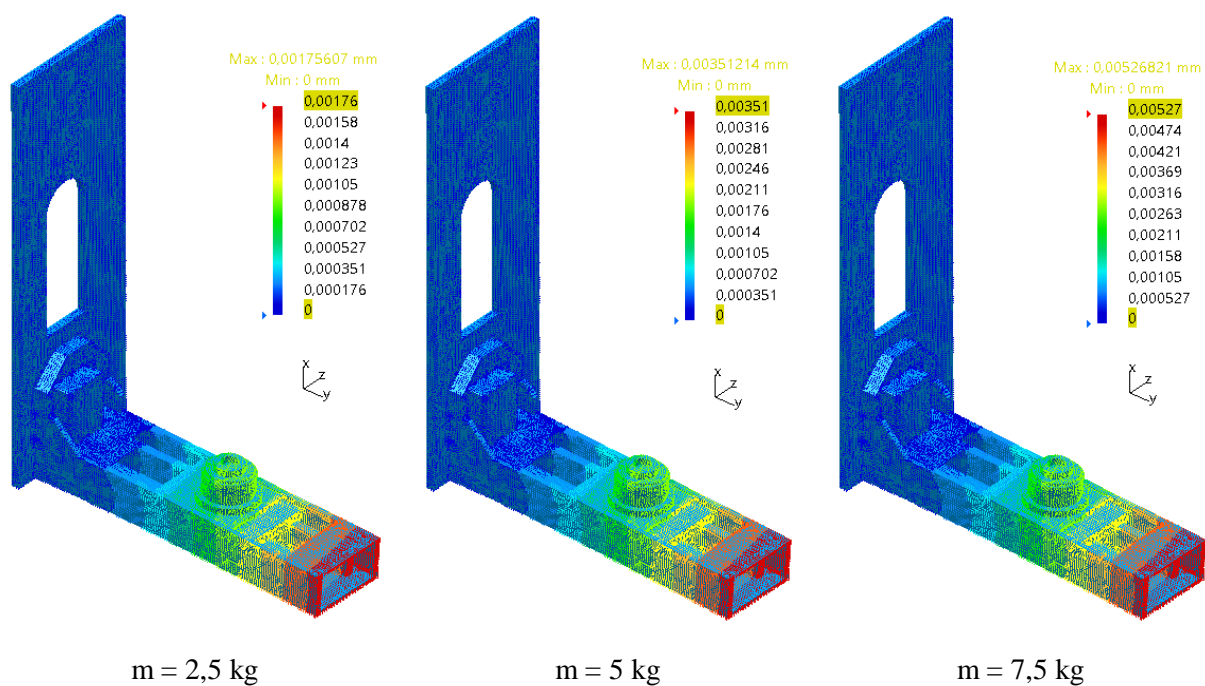 Max : 0,00175607 mm
Min : 0 mm
0,00176
0,00158
0,0014
0,00123
0,00105
0,000878
0,000702
0,000527
0,000351
0,000176
0
x
z
y
m = 2,5 kg
Max : 0,00351214 mm
Min : 0 mm
0,00351
0,00316
0,00281
0,00246
0,00211
0,00176
0,0014
0,00105
0,000702
0,000351
0
x
z
y
m = 5 kg
Max : 0,00526821 mm
Min : 0 mm
0,00527
0,00474
0,00421
0,00369
0,00316
0,00263
0,00211
0,00158
0,00105
0,000527
0
x
z
y
m = 7,5 kg